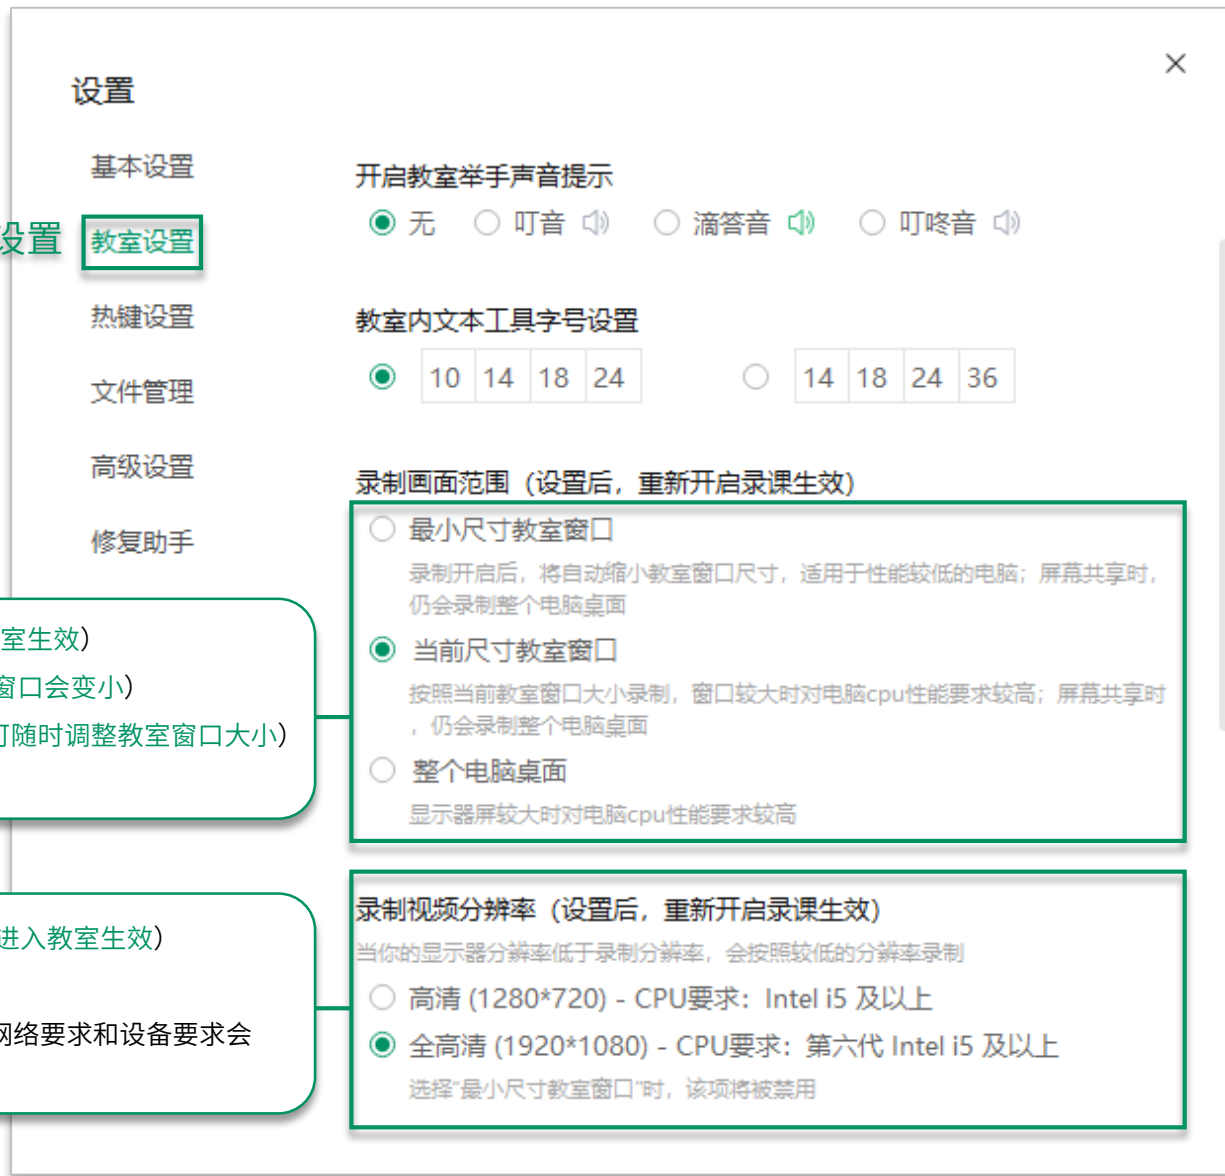 设置
基本设置
教室设置
热键设置
文件管理
高级设置
修复助手
设置
开启教室举手声音提示
无 叮音 滴答音 叮咚音
教室内文本工具字号设置
10 14 18 24 14 18 24 36
录制画面范围（设置后，重新开启录课生效）
最小尺寸教室窗口
录制开启后，将自动缩小教室窗口尺寸，适用于性能较低的电脑；屏幕共享时，
仍会录制整个电脑桌面
当前尺寸教室窗口
按照当前教室窗口大小录制，窗口较大时对电脑cpu性能要求较高；屏幕共享时
，仍会录制整个电脑桌面
整个电脑桌面
显示器屏较大时对电脑cpu性能要求较高
室生效）
窗口会变小）
可随时调整教室窗口大小）
录制视频分辨率（设置后，重新开启录课生效）
当你的显示器分辨率低于录制分辨率，会按照较低的分辨率录制
高清 (1280*720) - CPU要求：Intel i5 及以上
全高清 (1920*1080) - CPU要求：第六代 Intel i5 及以上
选择“最小尺寸教室窗口”时，该项将被禁用
进入教室生效）
网络要求和设备要求会